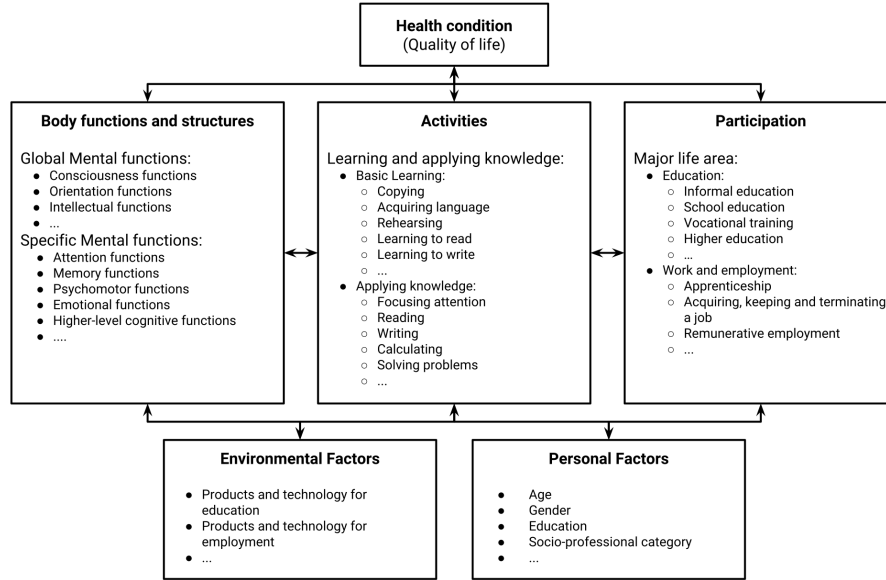 Health condition
(Quality of life)
Body functions and structures
Global Mental functions:
● Consciousness functions
● Orientation functions
● Intellectual functions
● ...
Specific Mental functions:
● Attention functions
● Memory functions
● Psychomotor functions
● Emotional functions
● Higher-level cognitive functions
● ....
Activities
Learning and applying knowledge:
● Basic Learning:
○ Copying
○ Acquiring language
○ Rehearsing
○ Learning to read
○ Learning to write
○ ...
● Applying knowledge:
○ Focusing attention
○ Reading
○ Writing
○ Calculating
○ Solving problems
○ ...
Participation
Major life area:
● Education:
○ Informal education
○ School education
○ Vocational training
○ Higher education
○ …
● Work and employment:
○ Apprenticeship
○ Acquiring, keeping and terminating
a job
○ Remunerative employment
○ ...
Environmental Factors
● Products and technology for
education
● Products and technology for
employment
● ...
Personal Factors
● Age
● Gender
● Education
● Socio-professional category
● ...